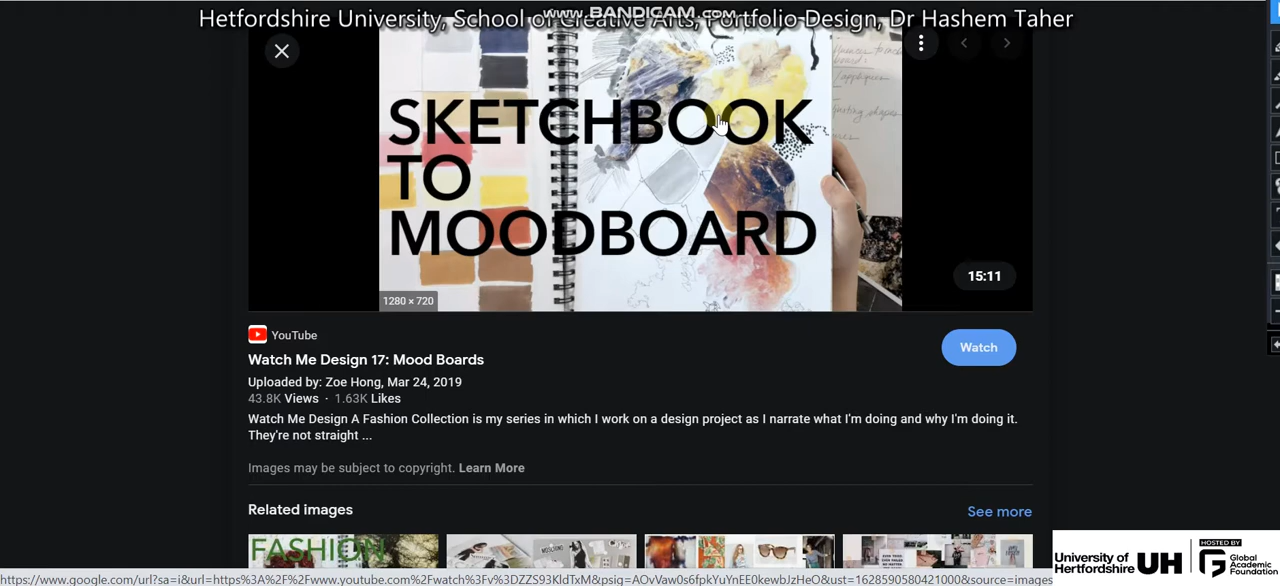 Hetfordshire University, School of Creative Arts, Portfolio Design, Dr Hashem Taher
www.BANDICAM.com
SKETCHBOOK
TO
MOODBOARD
15:11
1280 × 720
YouTube
Watch
Watch Me Design 17: Mood Boards
Uploaded by: Zoe Hong, Mar 24, 2019
43.8K Views · 1.63K Likes
Watch Me Design A Fashion Collection is my series in which I work on a design project as I narrate what I'm doing and why I'm doing it.
They're not straight ...
Images may be subject to copyright. Learn More
Related images
See more
FASHION
MOSCHINO
University of
Hertfordshire UH
HOSTED BY
Global
Academic
Foundation
https://www.google.com/url?sa=i&url=https%3A%2F%2Fwww.youtube.com%2Fwatch%3Fv%3DZZS93KldTxM&psig=AOvVaw0s6fpkYuYnEE0kewbJzHeO&ust=1628590580421000&source=images